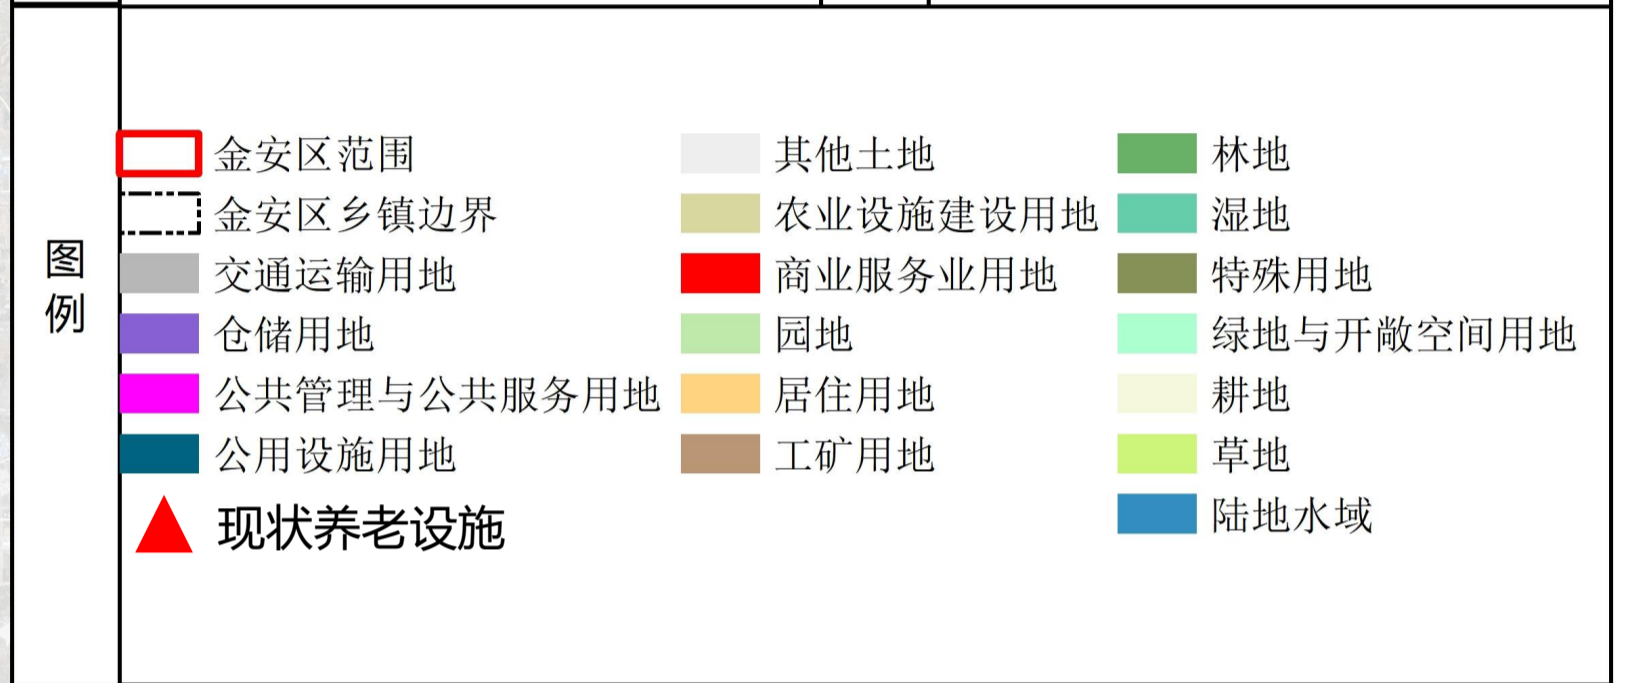 图例
金安区范围
金安区乡镇边界
交通运输用地
仓储用地
公共管理与公共服务用地
公用设施用地
现状养老设施
其他土地
农业设施建设用地
商业服务业用地
园地
居住用地
工矿用地
林地
湿地
特殊用地
绿地与开敞空间用地
耕地
草地
陆地水域